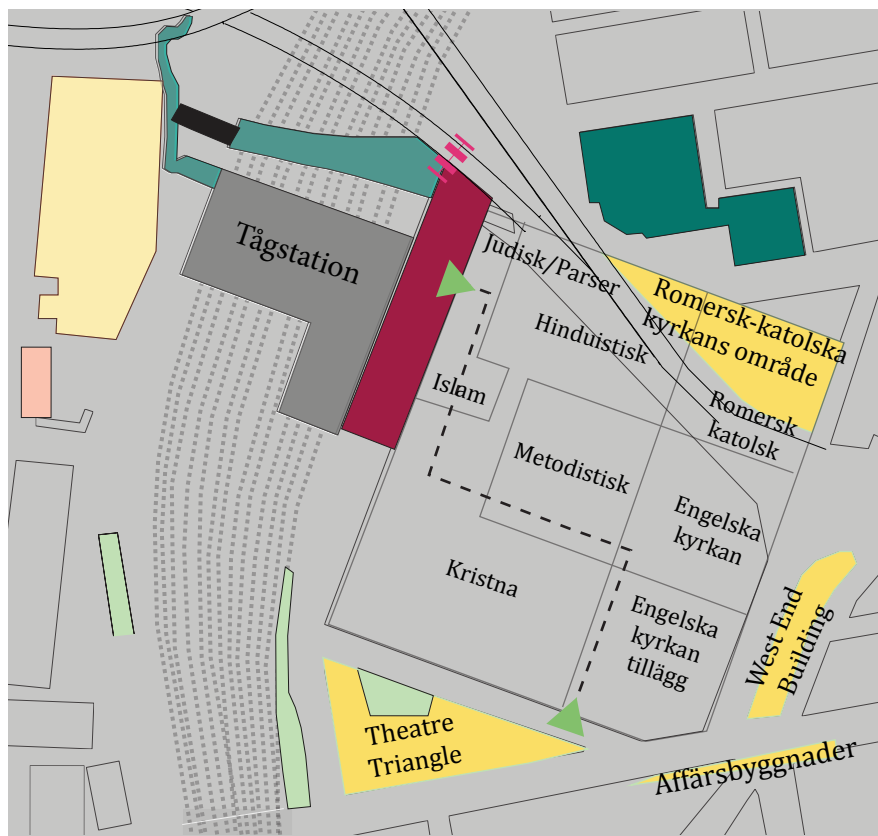 Tågstation
Judisk/Parser
Romersk-katolska
kyrkans område
Hinduistisk
Islam
Romersk
katolsk
Metodistisk
Engelska
kyrkan
Kristna
Engelska
kyrkan
tillägg
West End
Building
Theatre
Triangle
Affärsbyggnader